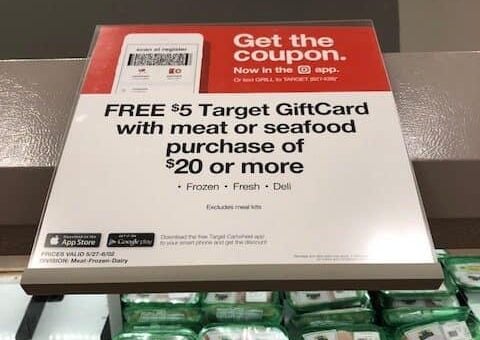 scan at register
Get the
coupon.
Now in the app.
Or text GRILL to TARGET
FREE $5 Target GiftCard
with meat or seafood
purchase of
$20 or more
• Frozen • Fresh • Deli
Excludes meal kits
App Store
GET IT ON
Google play
Download the free Target Cartwheel app
to your smart phone and get the discount
PRICES VALID 5/27-6/02
DIVISION: Meat-Frozen-Dairy